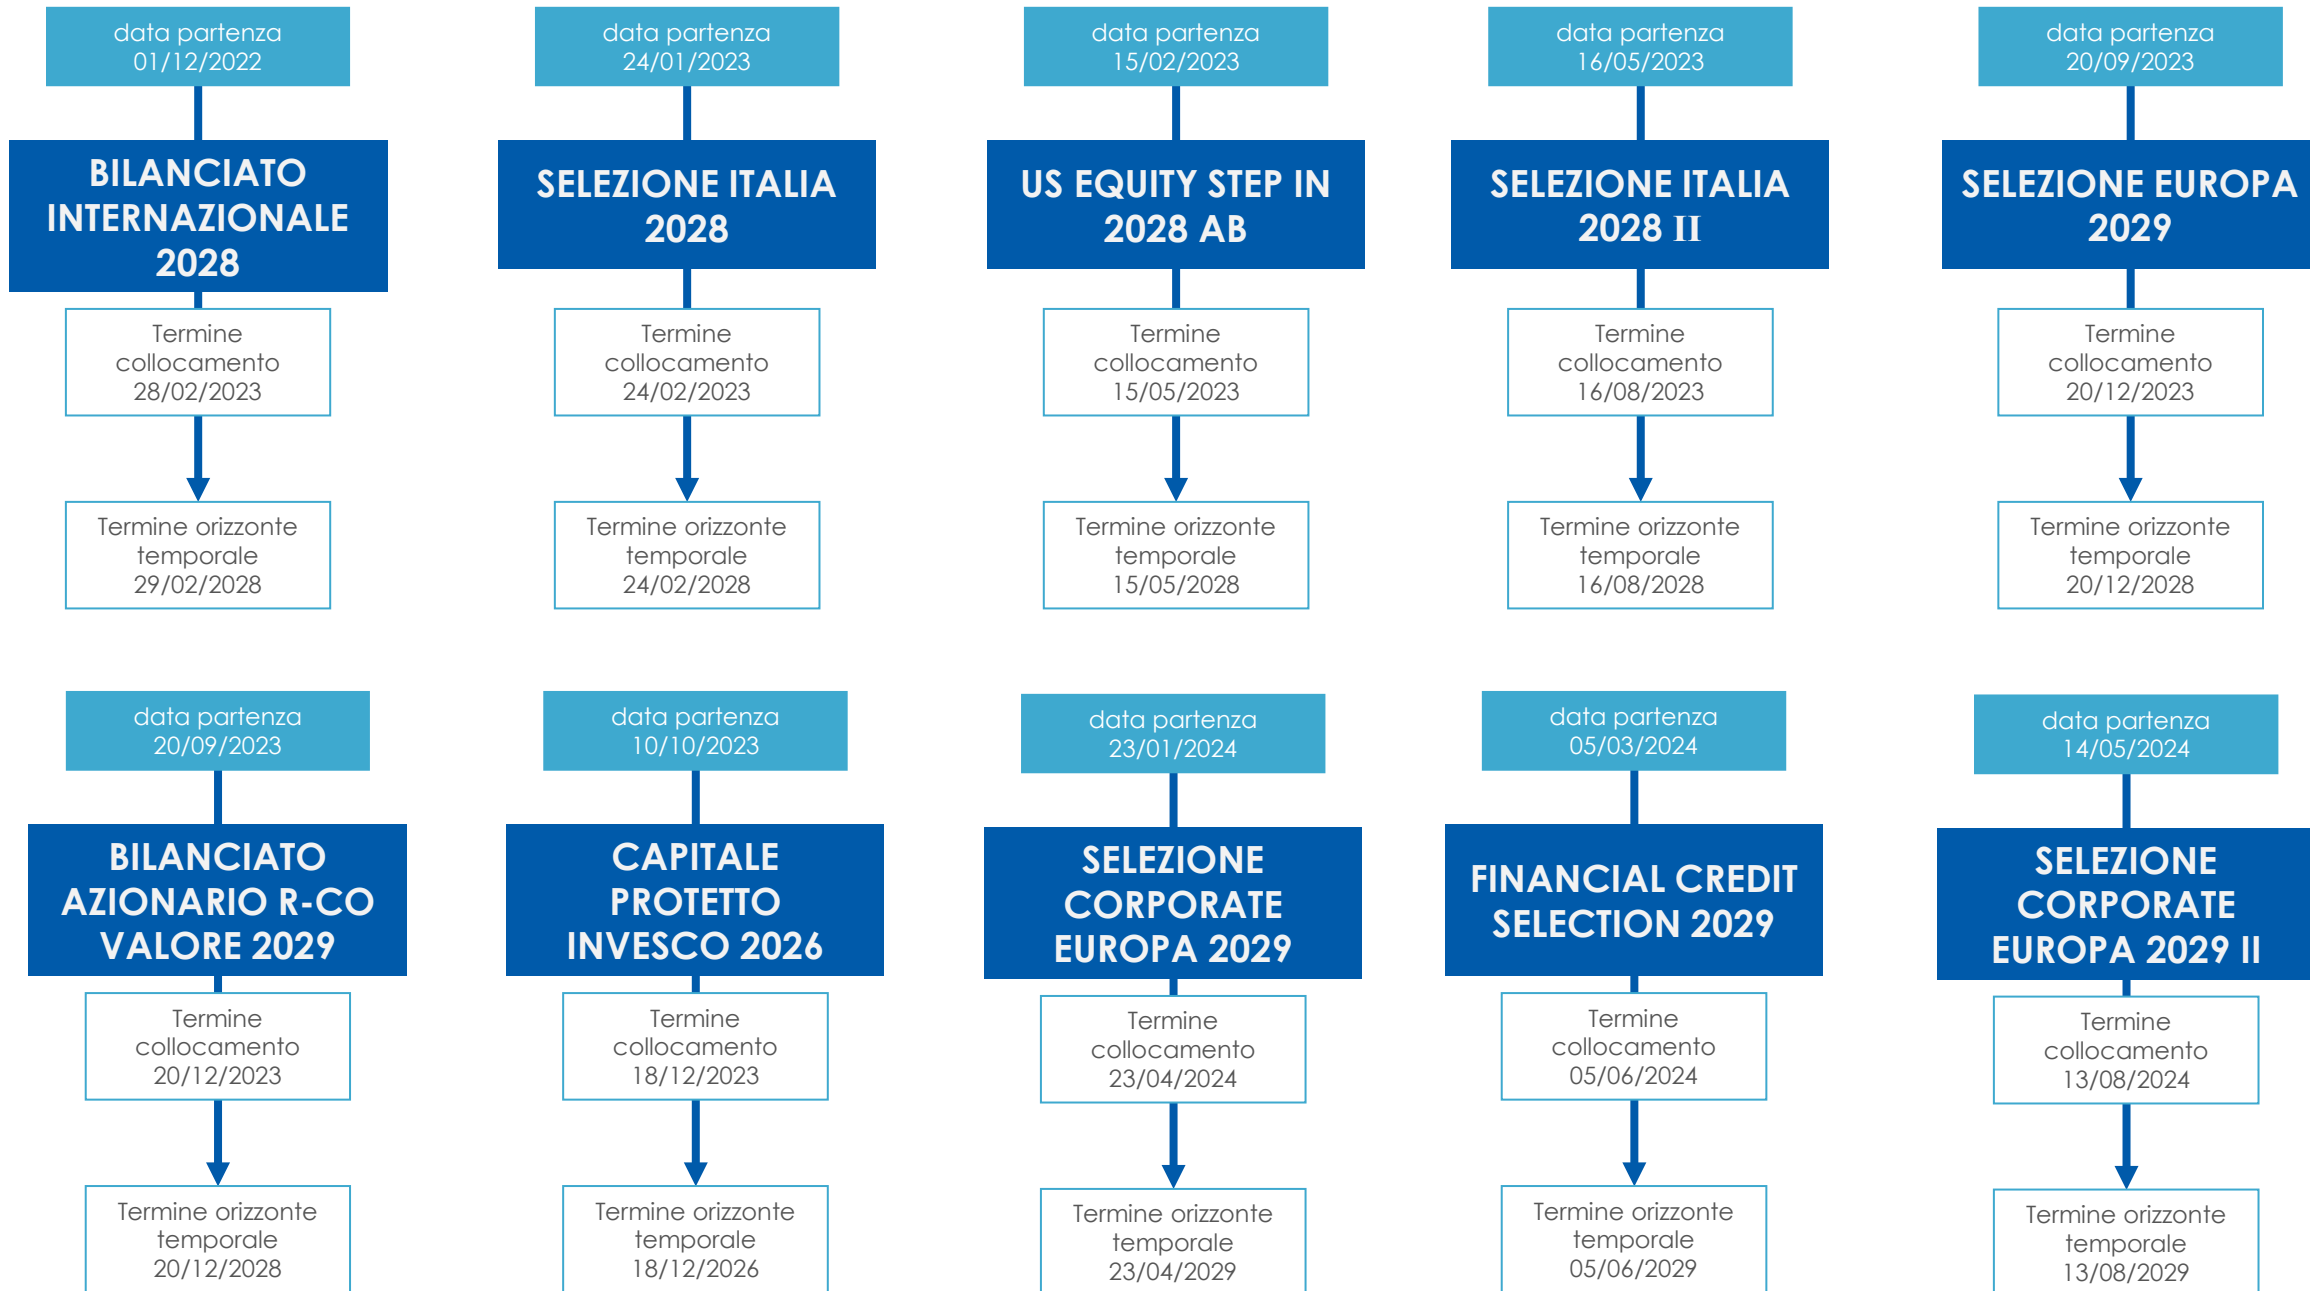 data partenza
01/12/2022
BILANCIATO
INTERNAZIONALE
2028
Termine
collocamento
28/02/2023
Termine orizzonte
temporale
29/02/2028
data partenza
24/01/2023
SELEZIONE ITALIA
2028
Termine
collocamento
24/02/2023
Termine orizzonte
temporale
24/02/2028
data partenza
15/02/2023
US EQUITY STEP IN
2028 AB
Termine
collocamento
15/05/2023
Termine orizzonte
temporale
15/05/2028
data partenza
16/05/2023
SELEZIONE ITALIA
2028 II
Termine
collocamento
16/08/2023
Termine orizzonte
temporale
16/08/2028
data partenza
20/09/2023
SELEZIONE EUROPA
2029
Termine
collocamento
20/12/2023
Termine orizzonte
temporale
20/12/2028
data partenza
20/09/2023
BILANCIATO
AZIONARIO R-CO
VALORE 2029
Termine
collocamento
20/12/2023
Termine orizzonte
temporale
20/12/2028
data partenza
10/10/2023
CAPITALE
PROTETTO
INVESCO 2026
Termine
collocamento
18/12/2023
Termine orizzonte
temporale
18/12/2026
data partenza
23/01/2024
SELEZIONE
CORPORATE
EUROPA 2029
Termine
collocamento
23/04/2024
Termine orizzonte
temporale
23/04/2029
data partenza
05/03/2024
FINANCIAL CREDIT
SELECTION 2029
Termine
collocamento
05/06/2024
Termine orizzonte
temporale
05/06/2029
data partenza
14/05/2024
SELEZIONE
CORPORATE
EUROPA 2029 II
Termine
collocamento
13/08/2024
Termine orizzonte
temporale
13/08/2029